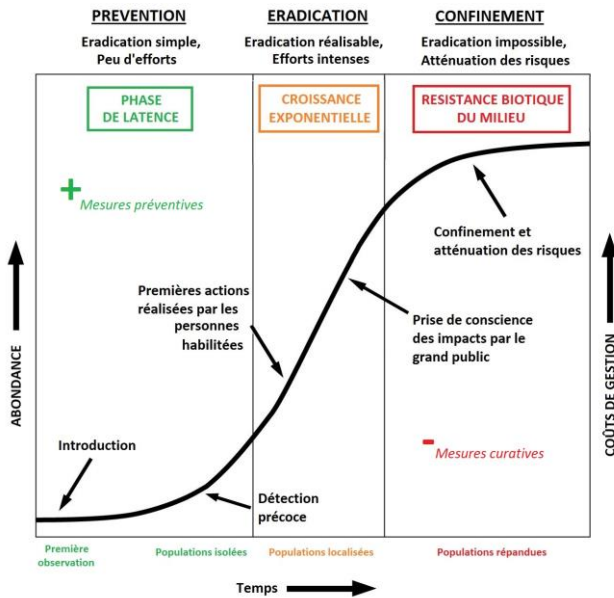 PREVENTION
Eradication simple,
Peu d'efforts
ERADICATION
Eradication réalisable,
Efforts intenses
CONFINEMENT
Eradication impossible,
Atténuation des risques
PHASE
DE LATENCE
CROISSANCE
EXPONENTIELLE
RESISTANCE BIOTIQUE
DU MILIEU
+
Mesures préventives
Confinement et
atténuation des risques
Premières actions
réalisées par les
personnes
habilitées
Prise de conscience
des impacts par le
grand public
ABONDANCE
COÛTS DE GESTION
Introduction
-
Mesures curatives
Détection
précoce
Première
observation
Populations isolées
Populations localisées
Populations répandues
Temps